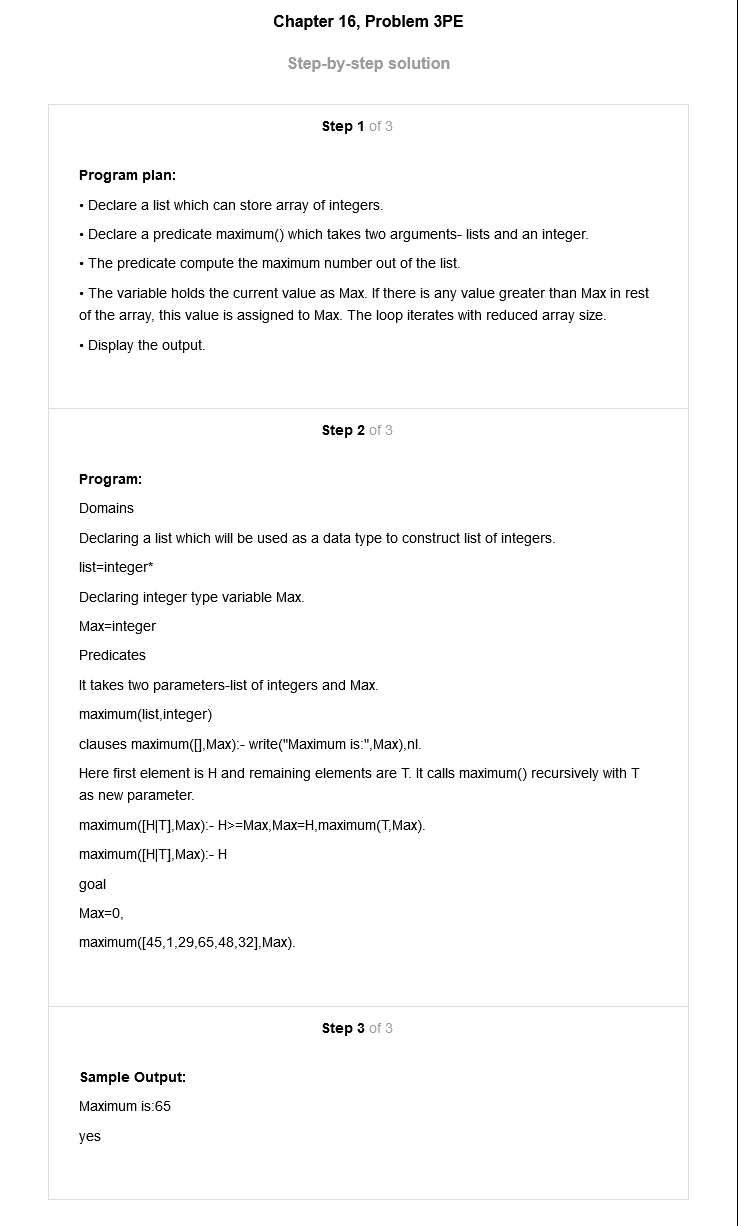 Chapter 16, Problem 3PE
Step-by-step solution
Step 1 of 3
Program plan:
• Declare a list which can store array of integers.
• Declare a predicate maximum() which takes two arguments- lists and an integer.
• The predicate compute the maximum number out of the list.
• The variable holds the current value as Max. If there is any value greater than Max in rest
of the array, this value is assigned to Max. The loop iterates with reduced array size.
• Display the output.
Step 2 of 3
Program:
Domains
Declaring a list which will be used as a data type to construct list of integers.
list=integer*
Declaring integer type variable Max.
Max=integer
Predicates
It takes two parameters-list of integers and Max.
maximum(list,integer)
clauses maximum([],Max):- write("Maximum is:",Max),nl.
Here first element is H and remaining elements are T. It calls maximum() recursively with T
as new parameter.
maximum([H|T],Max):- H>=Max,Max=H,maximum(T,Max).
maximum([H|T],Max):- H
goal
Max=0,
maximum([45,1,29,65,48,32],Max).
Step 3 of 3
Sample Output:
Maximum is:65
yes